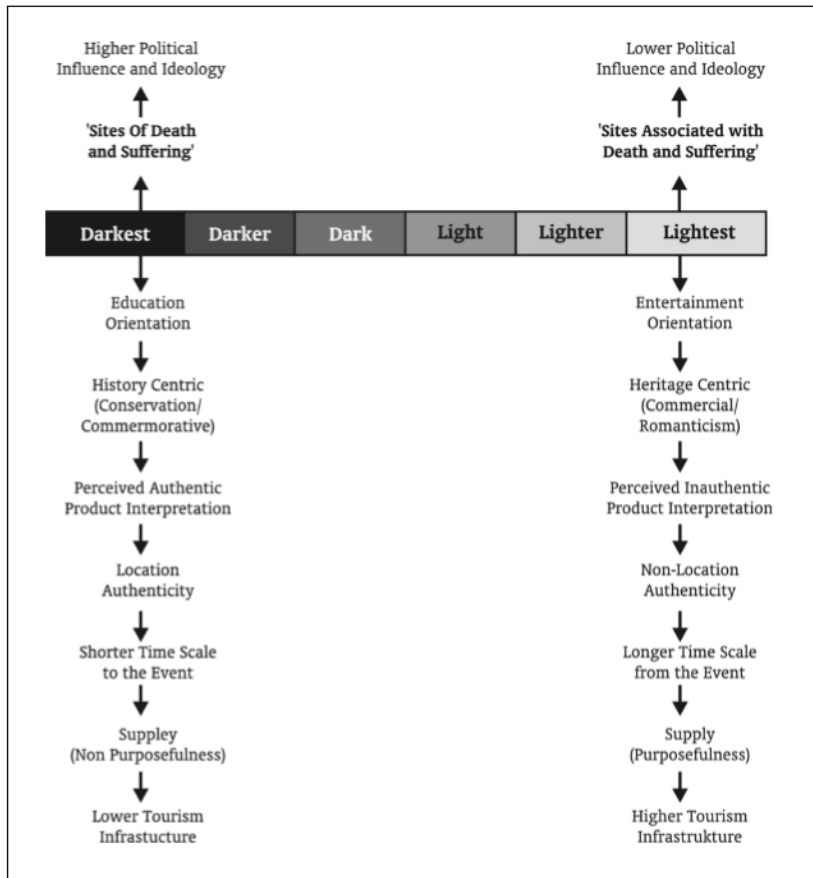 Higher Political
Influence and Ideology
Lower Political
Influence and Ideology
'Sites Of Death
and Suffering'
'Sites Associated with
Death and Suffering'
Darkest Darker Dark Light Lighter Lightest
Education
Orientation
Entertainment
Orientation
History Centric
(Conservation/
Commermorative)
Heritage Centric
(Commercial/
Romanticism)
Perceived Authentic
Product Interpretation
Perceived Inauthentic
Product Interpretation
Location
Authenticity
Non-Location
Authenticity
Shorter Time Scale
to the Event
Longer Time Scale
from the Event
Suppley
(Non Purposefulness)
Supply
(Purposefulness)
Lower Tourism
Infrastucture
Higher Tourism
Infrastrukture